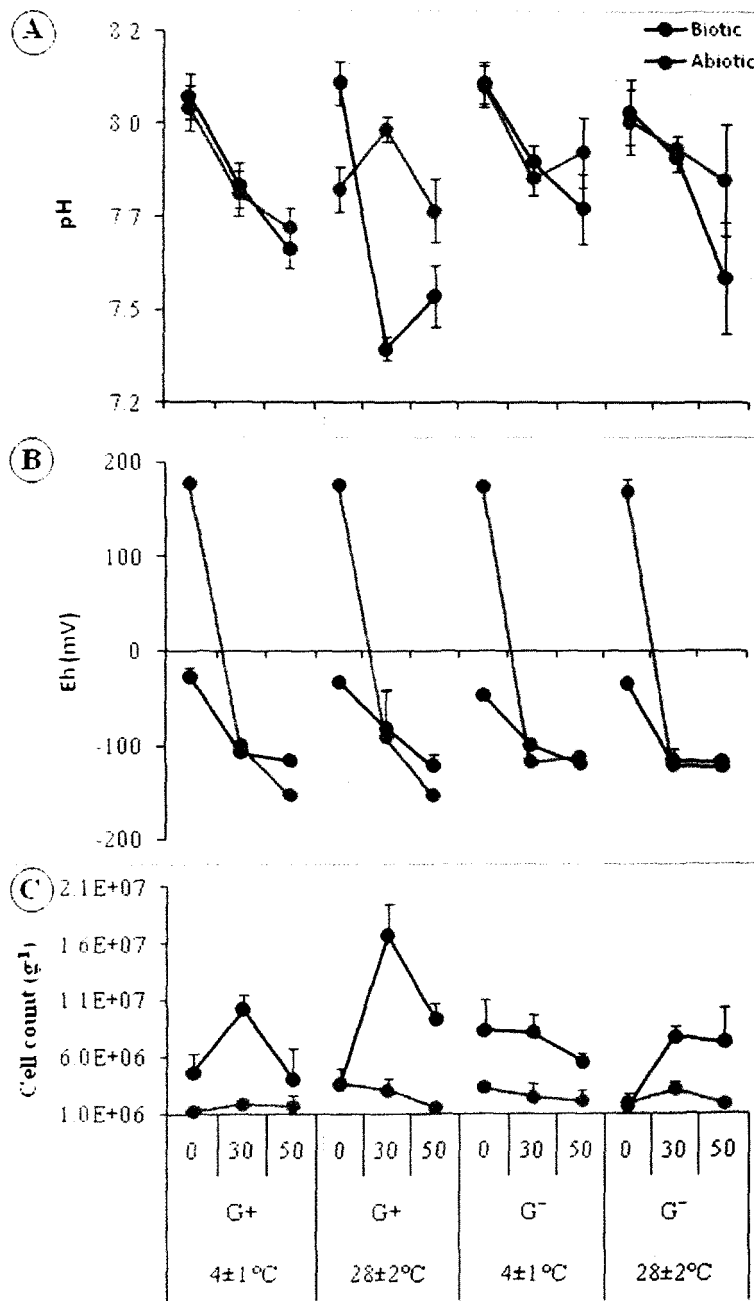 A
8.2
8.0
7.7
7.5
7.2
pH
Biotic
Abiotic
B
200
100
0
-100
-200
Eh (mV)
C
2.1E+07
1.6E+07
1.1E+07
6.0E+06
1.0E+06
Cell count (g⁻¹)
0 30 50 0 30 50 0 30 50 0 30 50
G+ G+ G⁻ G⁻
4±1°C 28±2°C 4±1°C 28±2°C